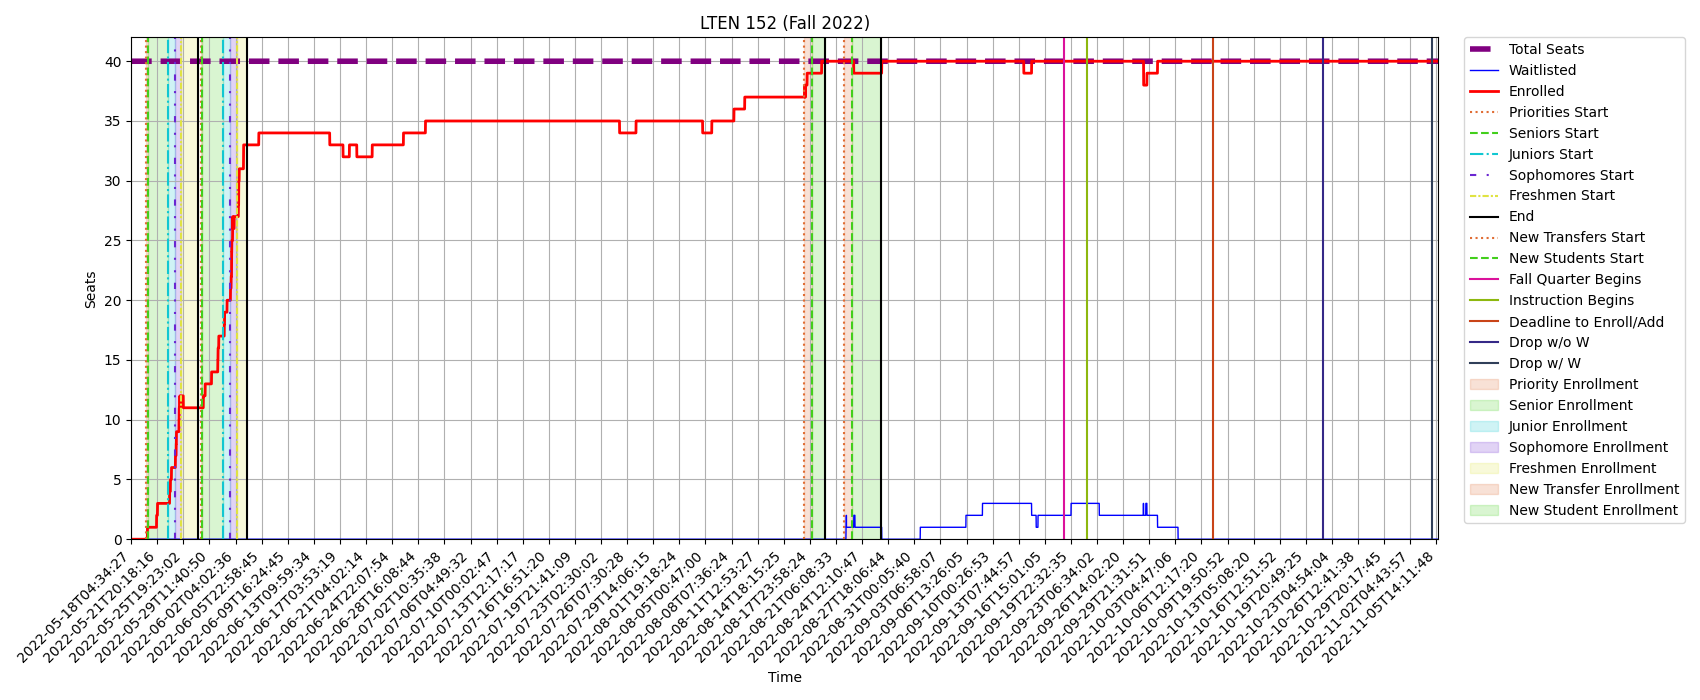 LTEN 152 (Fall 2022)
Seats
40
35
30
25
20
15
10
5
0
2022-05-18T04:34:27
2022-05-21T20:18:16
2022-05-25T19:23:02
2022-05-29T11:40:50
2022-06-02T04:02:36
2022-06-05T22:58:45
2022-06-09T16:24:45
2022-06-13T09:59:34
2022-06-17T03:53:19
2022-06-21T04:02:14
2022-06-24T22:07:54
2022-06-28T16:08:44
2022-07-02T10:35:38
2022-07-06T04:49:32
2022-07-10T00:02:47
2022-07-13T12:17:17
2022-07-16T16:51:20
2022-07-19T21:41:09
2022-07-23T02:30:02
2022-07-26T07:30:28
2022-07-29T14:06:15
2022-08-01T19:18:24
2022-08-05T00:47:00
2022-08-08T07:36:24
2022-08-11T12:53:27
2022-08-14T18:15:25
2022-08-17T23:58:24
2022-08-21T06:08:33
2022-08-24T12:10:47
2022-08-27T18:06:44
2022-08-31T00:05:40
2022-09-03T06:58:07
2022-09-06T13:26:05
2022-09-10T00:26:53
2022-09-13T07:44:57
2022-09-16T15:01:05
2022-09-19T22:32:35
2022-09-23T06:34:02
2022-09-26T14:02:20
2022-09-29T21:31:51
2022-10-03T04:47:06
2022-10-06T12:17:20
2022-10-09T19:50:52
2022-10-13T05:08:20
2022-10-16T12:51:52
2022-10-19T20:49:25
2022-10-23T04:54:04
2022-10-26T12:41:38
2022-10-29T20:17:45
2022-11-02T04:43:57
2022-11-05T14:11:48
Time
Total Seats
Waitlisted
Enrolled
Priorities Start
Seniors Start
Juniors Start
Sophomores Start
Freshmen Start
End
New Transfers Start
New Students Start
Fall Quarter Begins
Instruction Begins
Deadline to Enroll/Add
Drop w/o W
Drop w/ W
Priority Enrollment
Senior Enrollment
Junior Enrollment
Sophomore Enrollment
Freshmen Enrollment
New Transfer Enrollment
New Student Enrollment